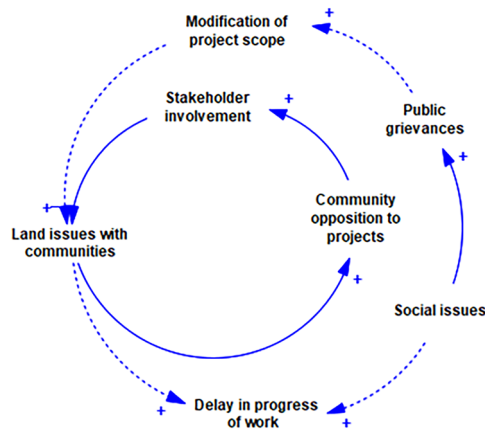 Modification of
project scope
+
Stakeholder
involvement
+
Public
grievances
+
Community
opposition to
projects
+
+
Land issues with
communities
Social issues
+
Delay in progress
of work
+